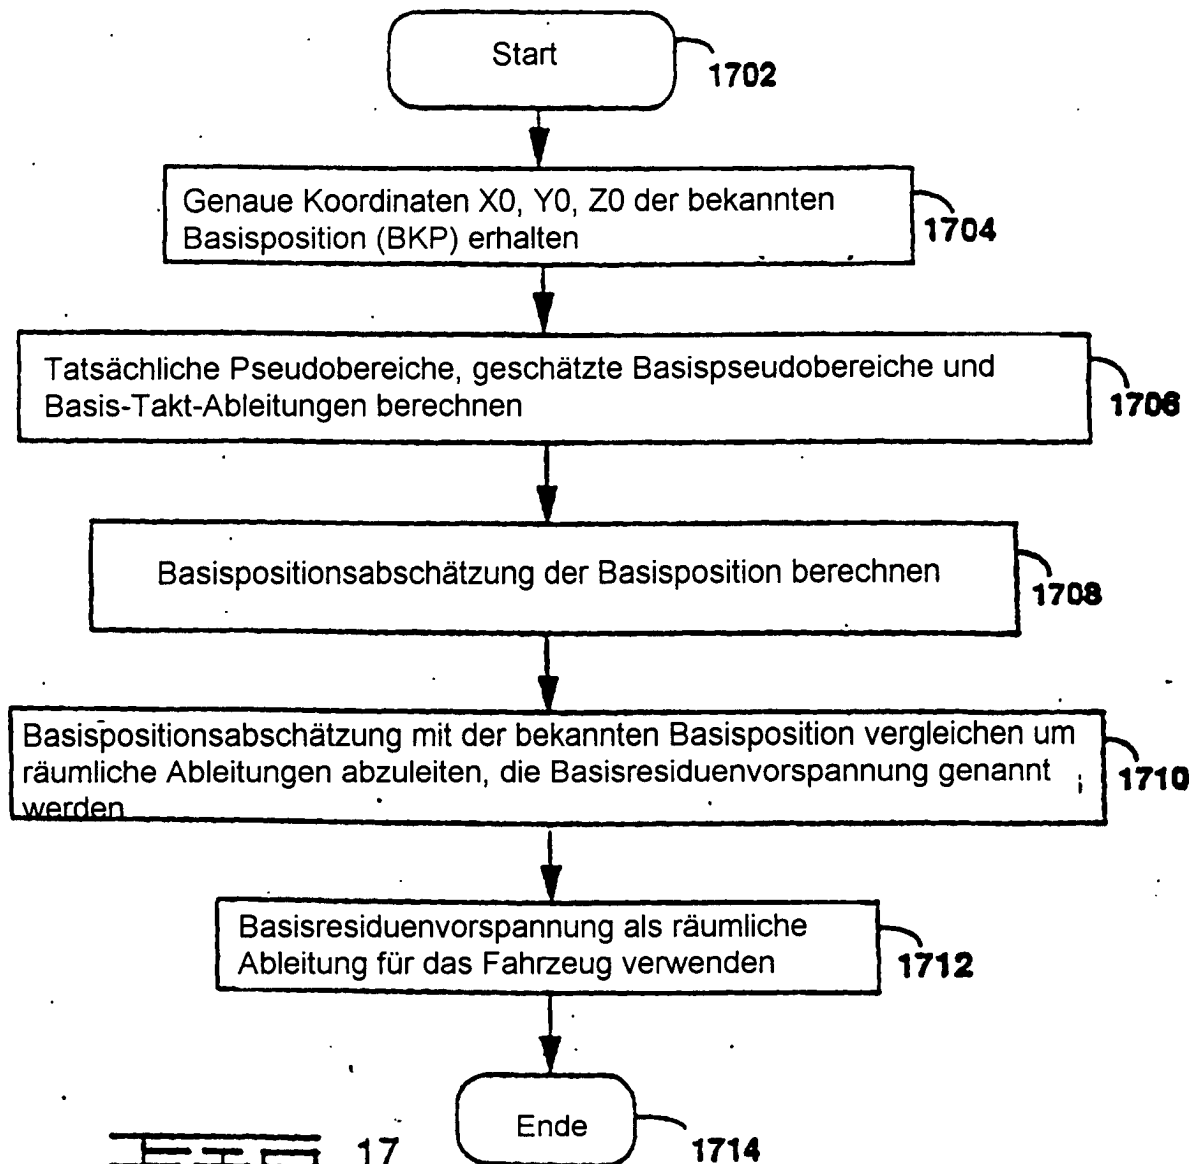 Start
1702
Genaue Koordinaten X0, Y0, Z0 der bekannten
Basisposition (BKP) erhalten
1704
Tatsächliche Pseudobereiche, geschätzte Basispseudobereiche und
Basis-Takt-Ableitungen berechnen
1706
Basispositionsabschätzung der Basisposition berechnen
1708
Basispositionsabschätzung mit der bekannten Basisposition vergleichen um
räumliche Ableitungen abzuleiten, die Basisresiduenvorspannung genannt
werden
1710
Basisresiduenvorspannung als räumliche
Ableitung für das Fahrzeug verwenden
1712
Ende
1714
17